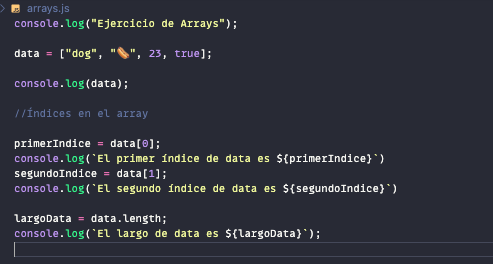 arrays.js
console.log("Ejercicio de Arrays");
data = ["dog", "🌭", 23, true];
console.log(data);
//Índices en el array
primerIndice = data[0];
console.log(`El primer índice de data es ${primerIndice}`)
segundoIndice = data[1];
console.log(`El segundo índice de data es ${segundoIndice}`)
largoData = data.length;
console.log(`El largo de data es ${largoData}`);